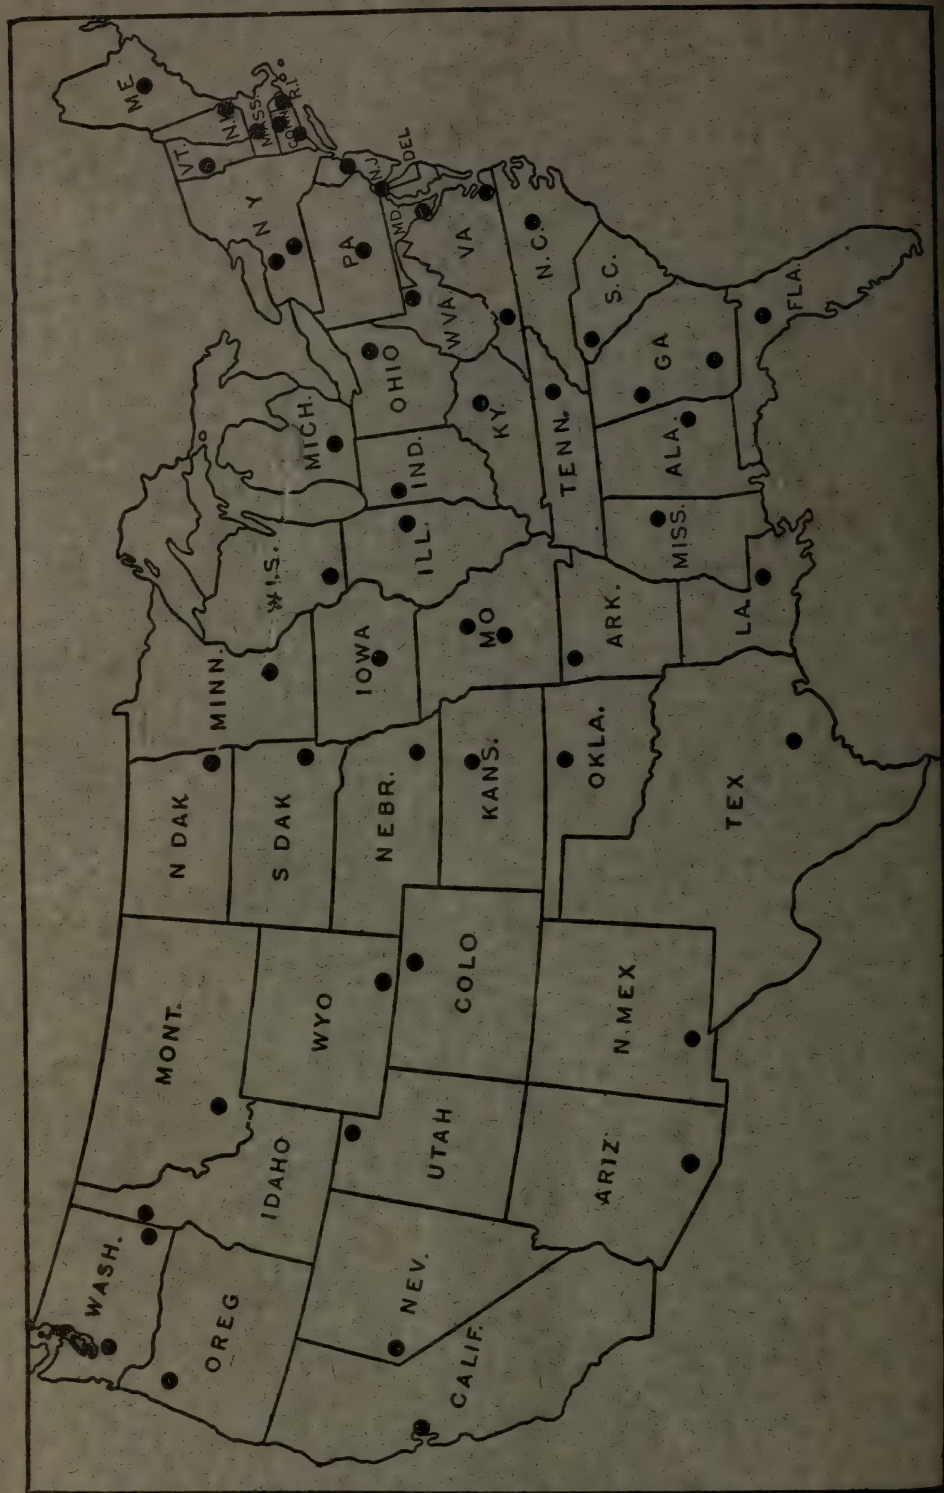 WASH.
OREG
CALIF.
NEV.
IDAHO
MONT.
WYO
UTAH
ARIZ
COLO
N. MEX
N DAK
S DAK
NEBR.
KANS.
OKLA.
TEX
MINN.
IOWA
MO
ARK.
LA.
WIS.
ILL.
MICH.
IND.
OHIO
KY.
TENN.
MISS.
ALA.
GA
FLA.
S.C.
N.C.
VA
W VA
MD.
DEL
PA
N.J.
N Y
VT.
N.H.
MASS.
CONN
R.I.
ME